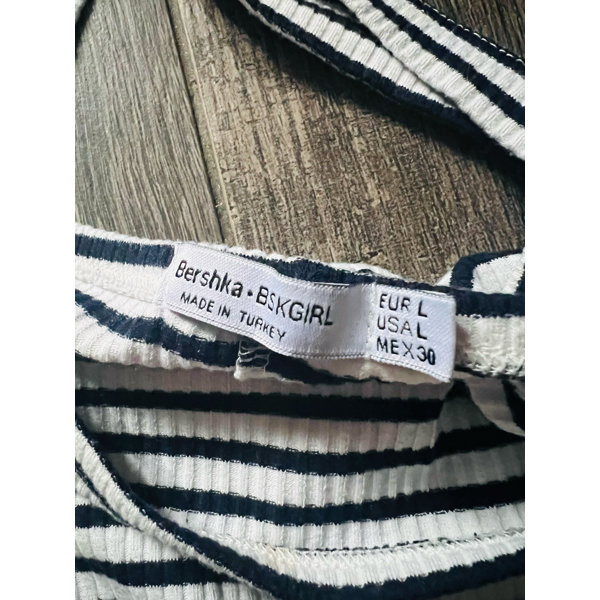 Bershka • BSKGIRL
MADE IN TURKEY
EUR L
USA L
MEX 30